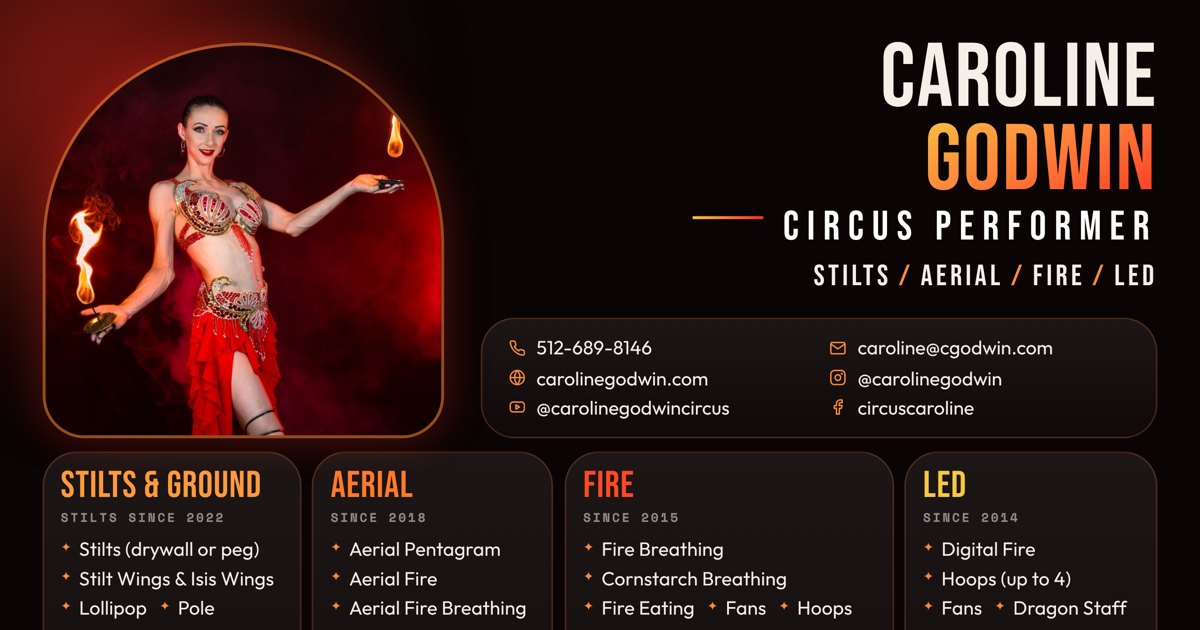 CAROLINE
GODWIN
CIRCUS PERFORMER
STILTS / AERIAL / FIRE / LED
512-689-8146
caroline@cgodwin.com
carolinegodwin.com
@carolinegodwin
@carolinegodwincircus
circuscaroline
STILTS & GROUND
STILTS SINCE 2022
Stilts (drywall or peg)
Stilt Wings & Isis Wings
Lollipop ✦ Pole
AERIAL
SINCE 2018
Aerial Pentagram
Aerial Fire
Aerial Fire Breathing
FIRE
SINCE 2015
Fire Breathing
Cornstarch Breathing
Fire Eating ✦ Fans ✦ Hoops
LED
SINCE 2014
Digital Fire
Hoops (up to 4)
Fans ✦ Dragon Staff